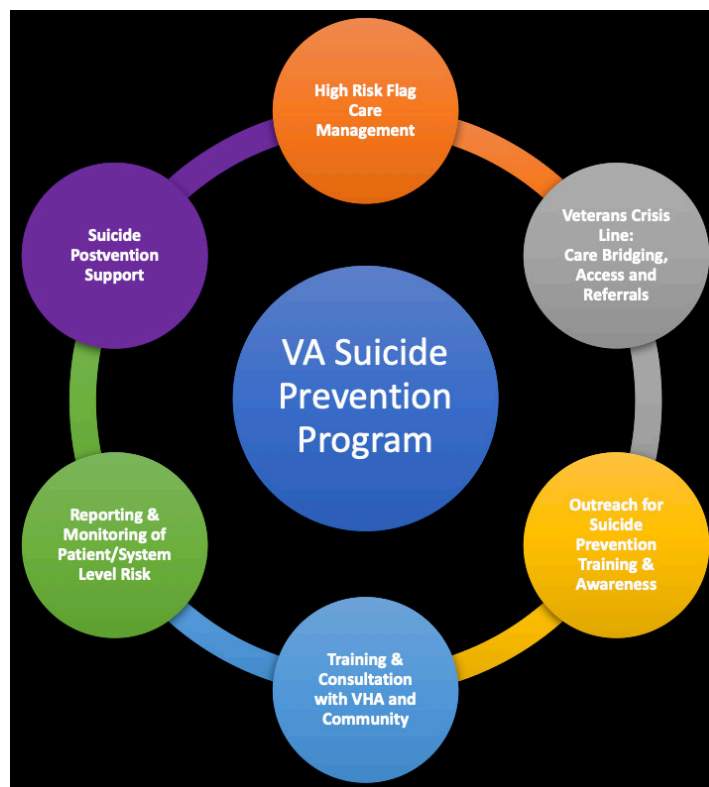 High Risk Flag
Care
Management
Veterans Crisis
Line:
Care Bridging,
Access and
Referrals
Outreach for
Suicide
Prevention
Training &
Awareness
Training &
Consultation
with VHA and
Community
Reporting &
Monitoring of
Patient/System
Level Risk
Suicide
Postvention
Support
VA Suicide
Prevention
Program